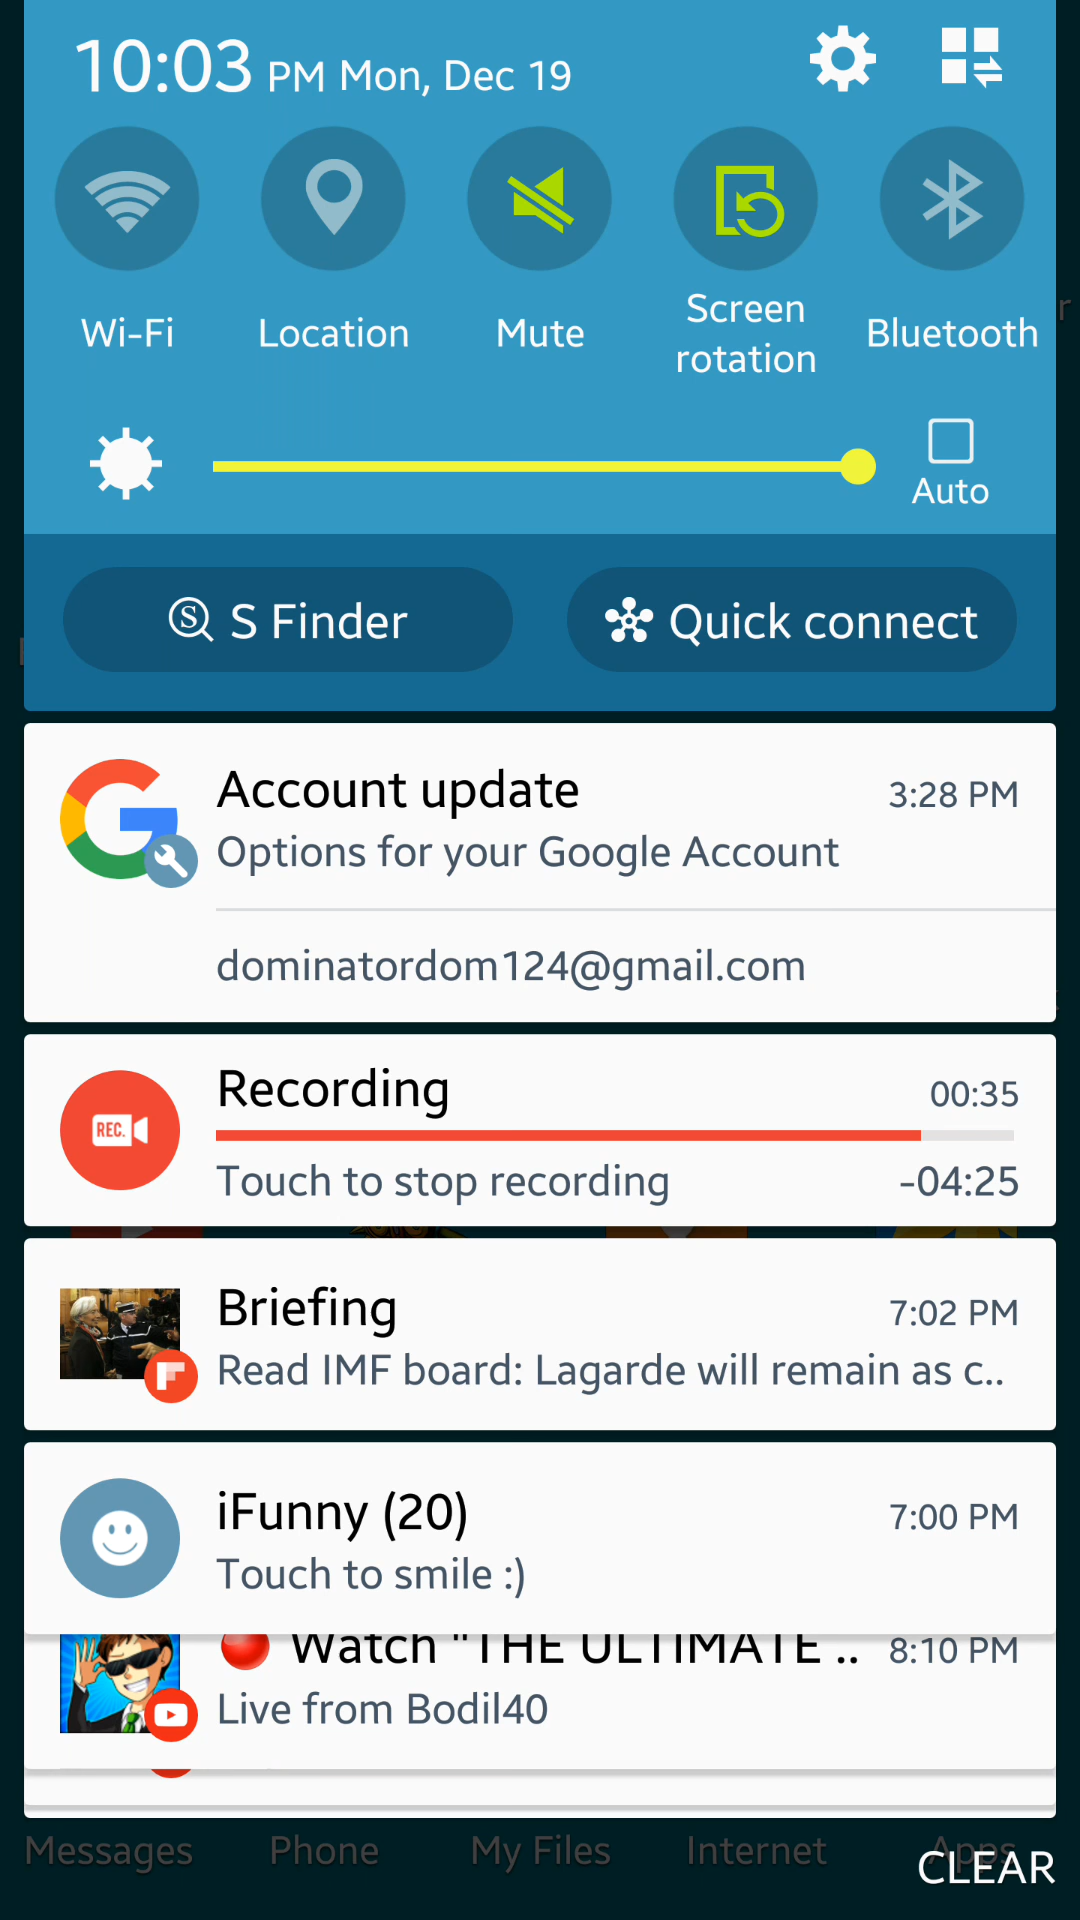 10:03 PM Mon, Dec 19
Wi-Fi
Location
Mute
Screen rotation
Bluetooth
Auto
S Finder
Quick connect
Account update 3:28 PM
Options for your Google Account
dominatordom124@gmail.com
Recording 00:35
REC.
Touch to stop recording -04:25
Briefing 7:02 PM
Read IMF board: Lagarde will remain as c..
iFunny (20) 7:00 PM
Touch to smile :)
Watch "THE ULTIMATE .. 8:10 PM
Live from Bodil40
Messages Phone My Files Internet Apps
CLEAR